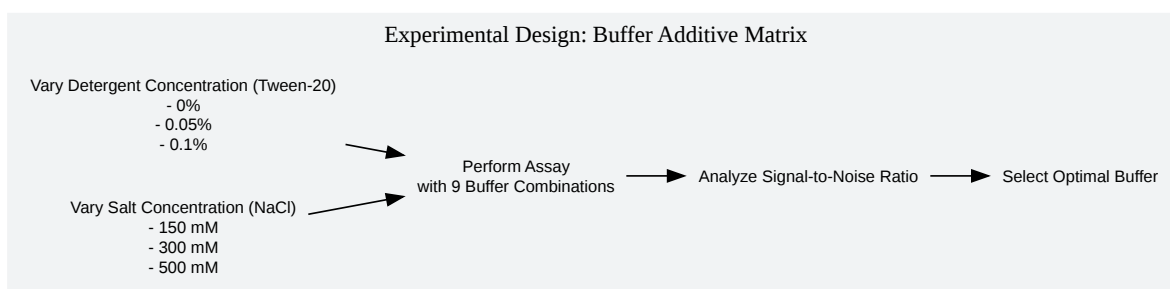 Experimental Design: Buffer Additive Matrix
Vary Detergent Concentration (Tween-20)
- 0%
- 0.05%
- 0.1%
Vary Salt Concentration (NaCl)
- 150 mM
- 300 mM
- 500 mM
Perform Assay
with 9 Buffer Combinations
Analyze Signal-to-Noise Ratio
Select Optimal Buffer